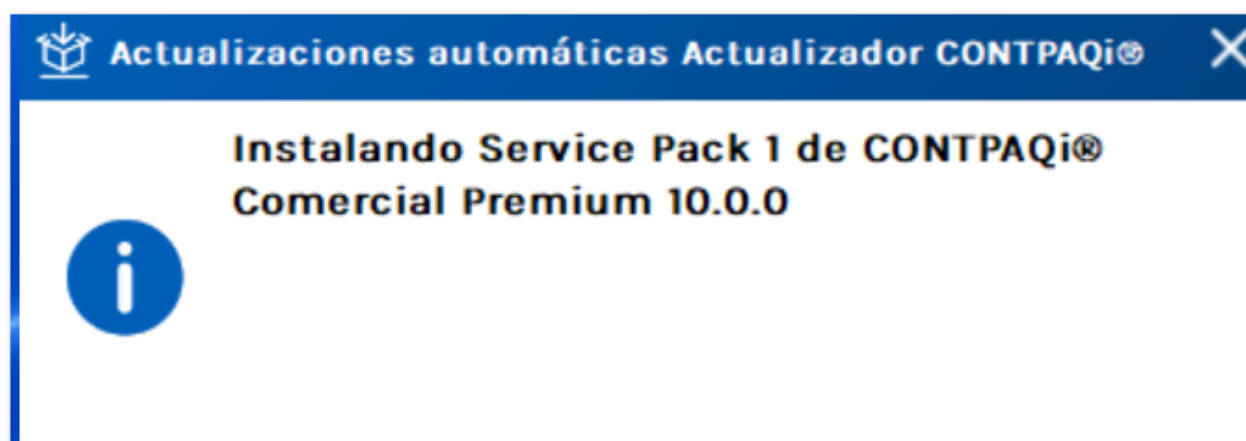 Actualizaciones automáticas Actualizador CONTPAQi®
Instalando Service Pack 1 de CONTPAQi®
Comercial Premium 10.0.0